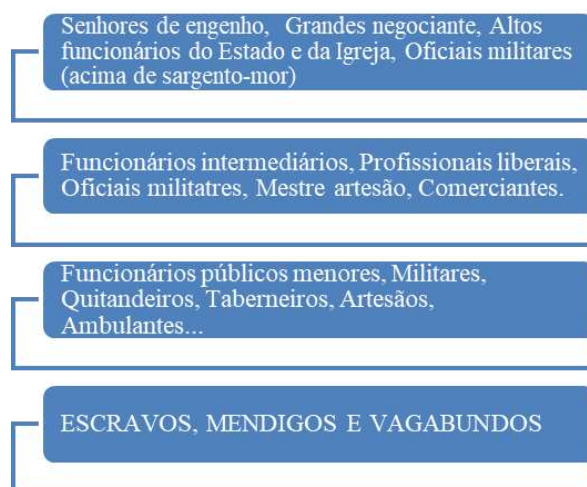 Senhores de engenho, Grandes negociante, Altos
funcionários do Estado e da Igreja, Oficiais militares
(acima de sargento-mor)
Funcionários intermediários, Profissionais liberais,
Oficiais militatres, Mestre artesão, Comerciantes.
Funcionários públicos menores, Militares,
Quitandeiros, Taberneiros, Artesãos,
Ambulantes...
ESCRAVOS, MENDIGOS E VAGABUNDOS